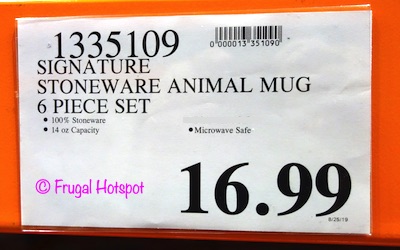 1335109
0 000013 351090
SIGNATURE
STONEWARE ANIMAL MUG
6 PIECE SET
• 100% Stoneware
• 14 oz Capacity
• Microwave Safe
© Frugal Hotspot
16.99
8/28/19